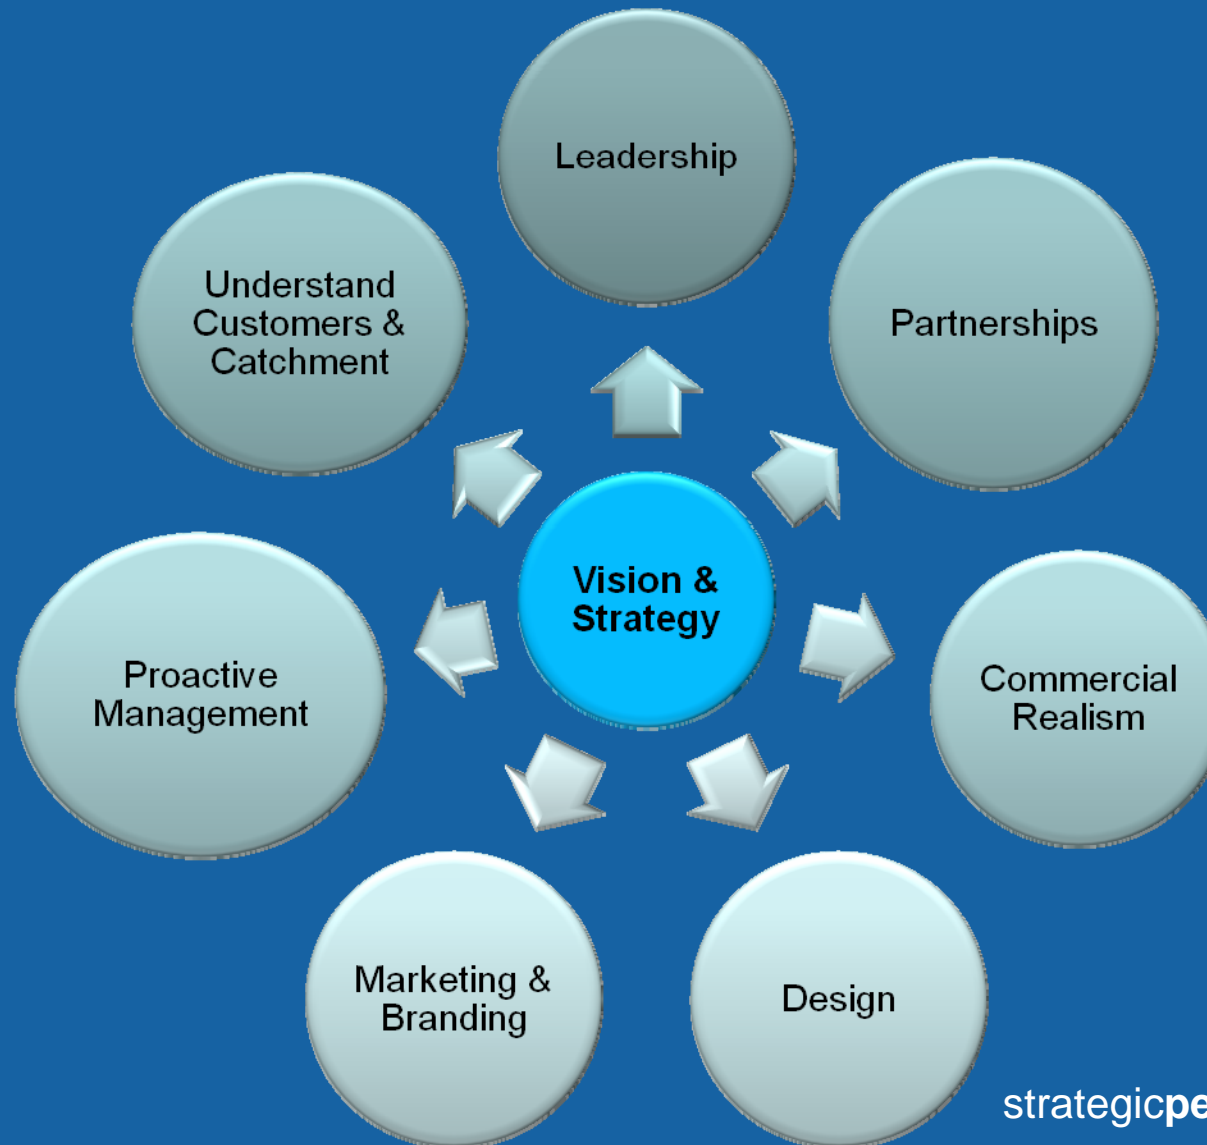 Leadership
Partnerships
Commercial
Realism
Design
Marketing &
Branding
Proactive
Management
Understand
Customers &
Catchment
Vision &
Strategy
strategicpe